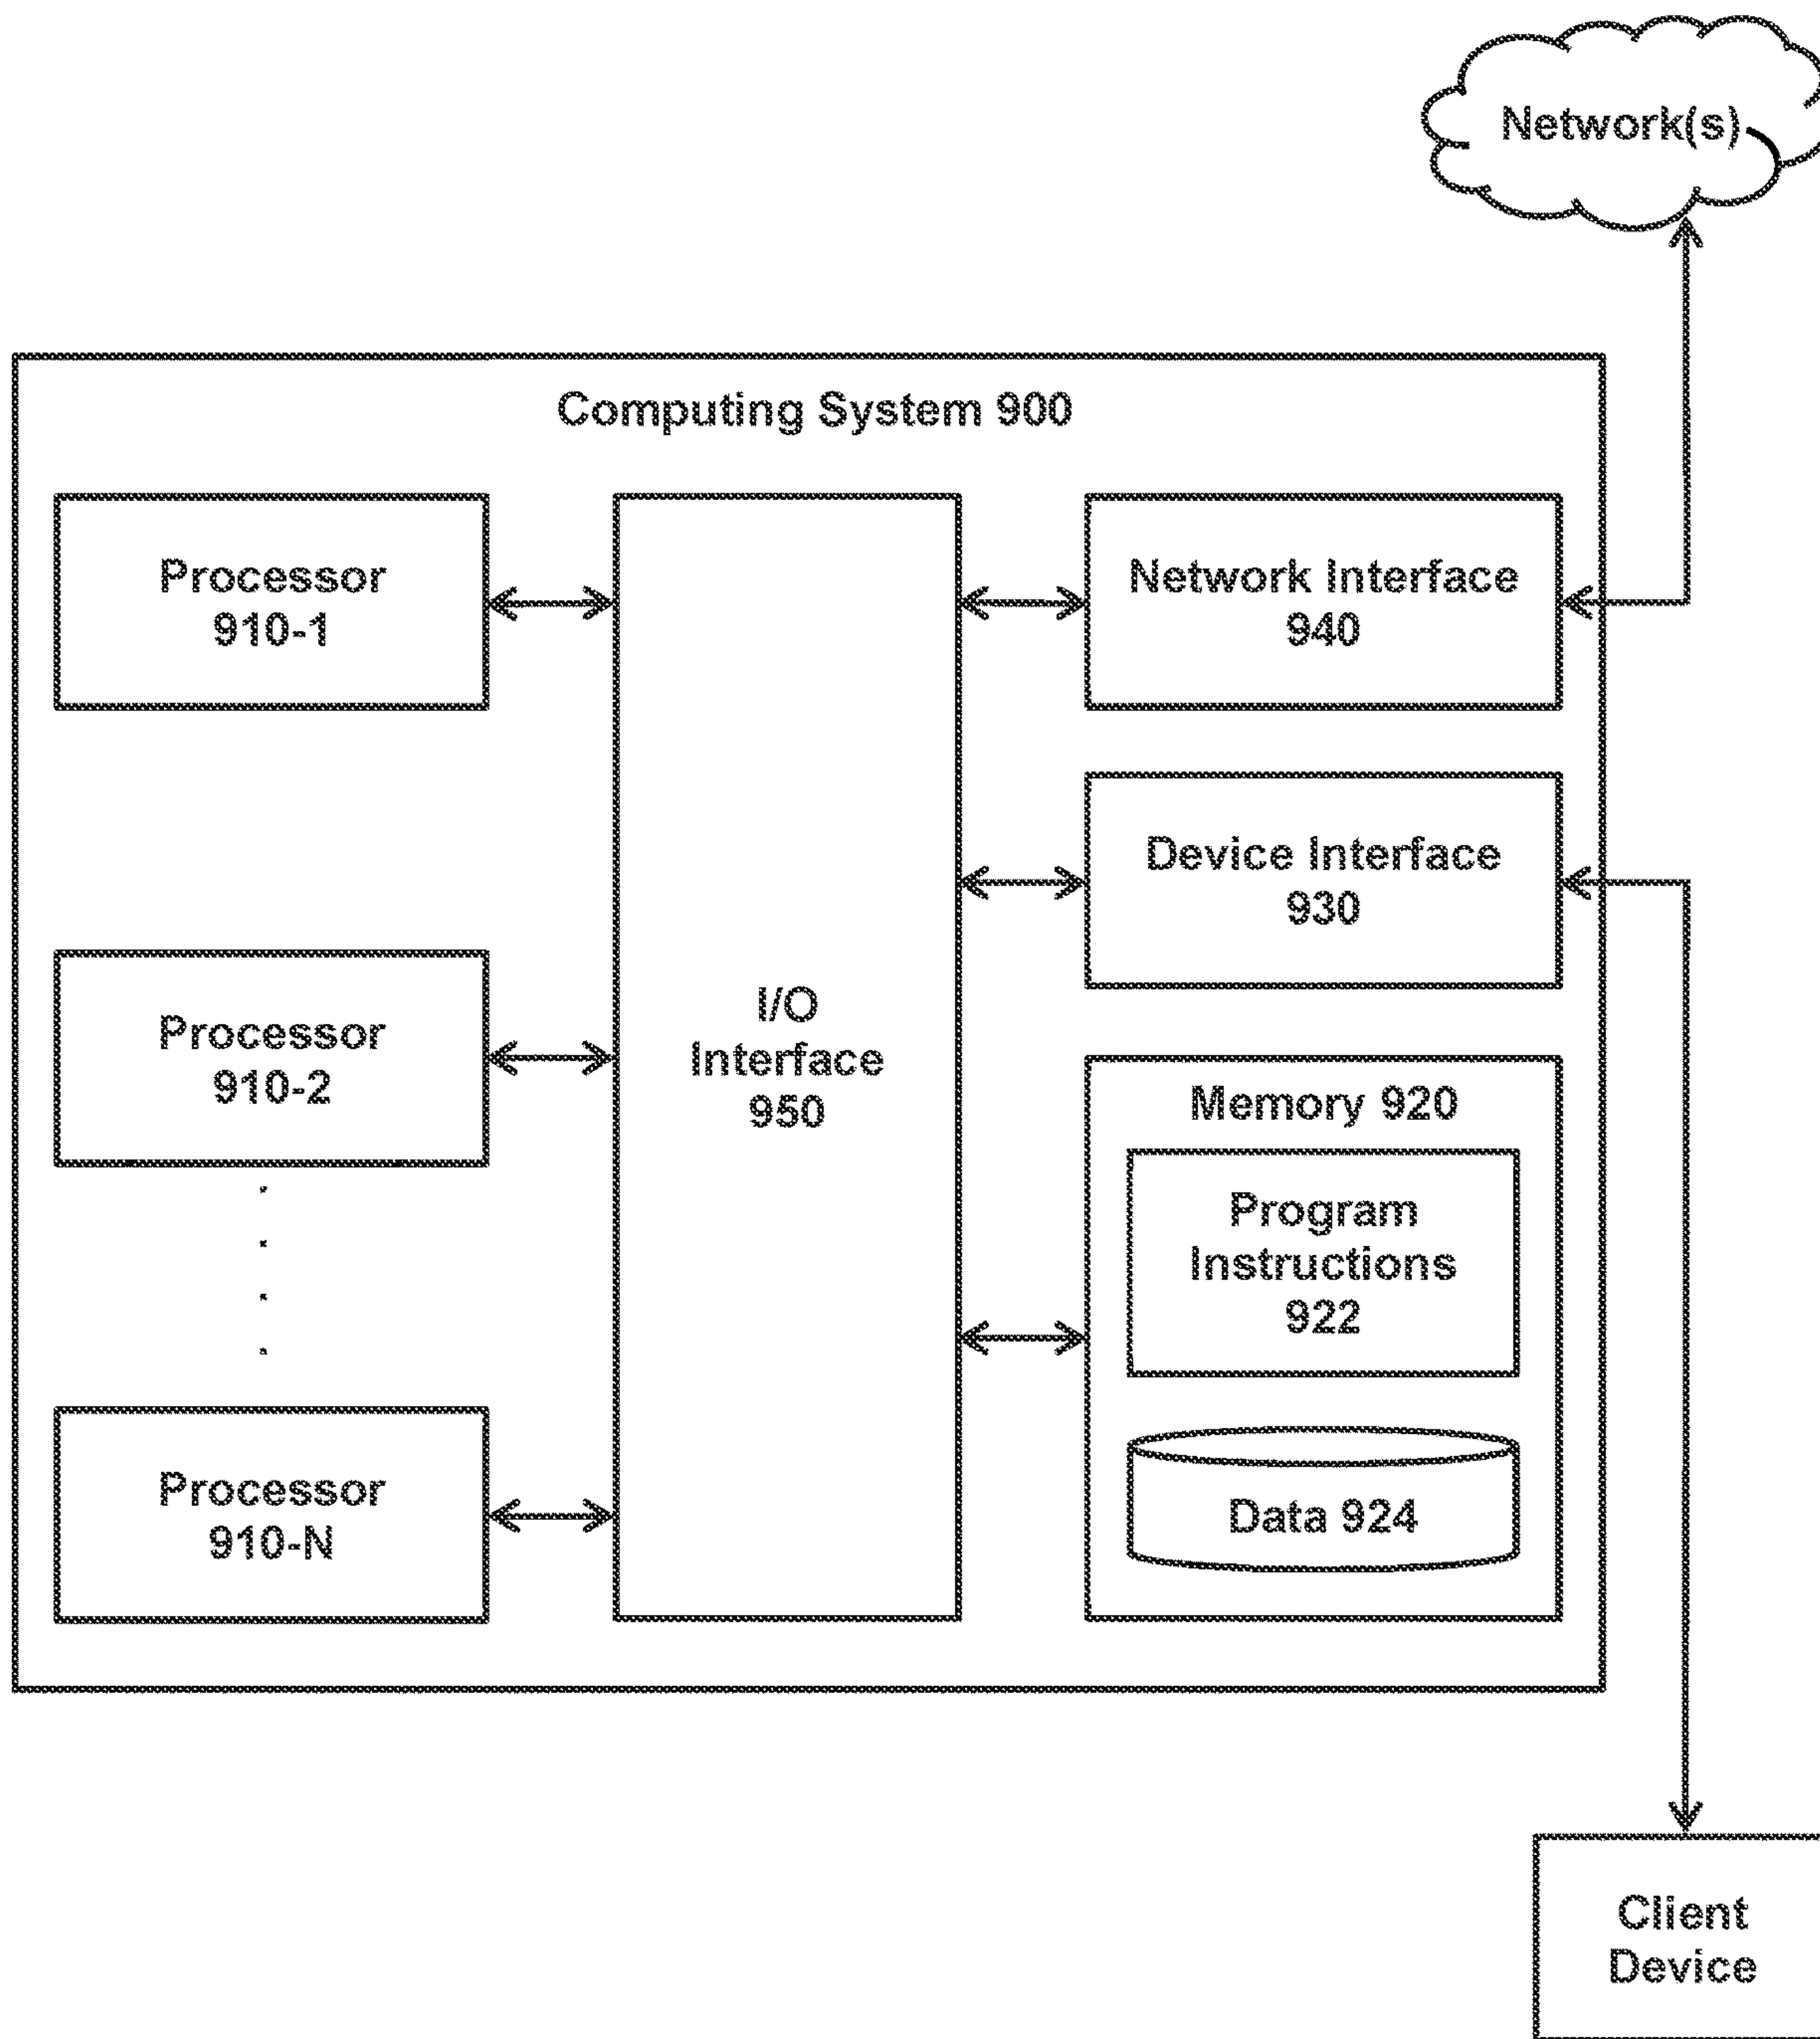 Network(s)
Computing System 900
Processor
910-1
Network Interface
940
Device Interface
930
Processor
910-2
I/O
Interface
950
Memory 920
Program
Instructions
922
Processor
910-N
Data 924
Client
Device